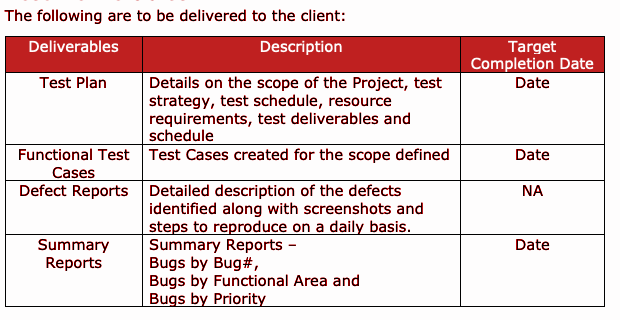 The following are to be delivered to the client:
Deliverables
Description
Target
Completion Date
Test Plan
Details on the scope of the Project, test
strategy, test schedule, resource
requirements, test deliverables and
schedule
Date
Functional Test
Cases
Test Cases created for the scope defined
Date
Defect Reports
Detailed description of the defects
identified along with screenshots and
steps to reproduce on a daily basis.
NA
Summary
Reports
Summary Reports –
Bugs by Bug#,
Bugs by Functional Area and
Bugs by Priority
Date